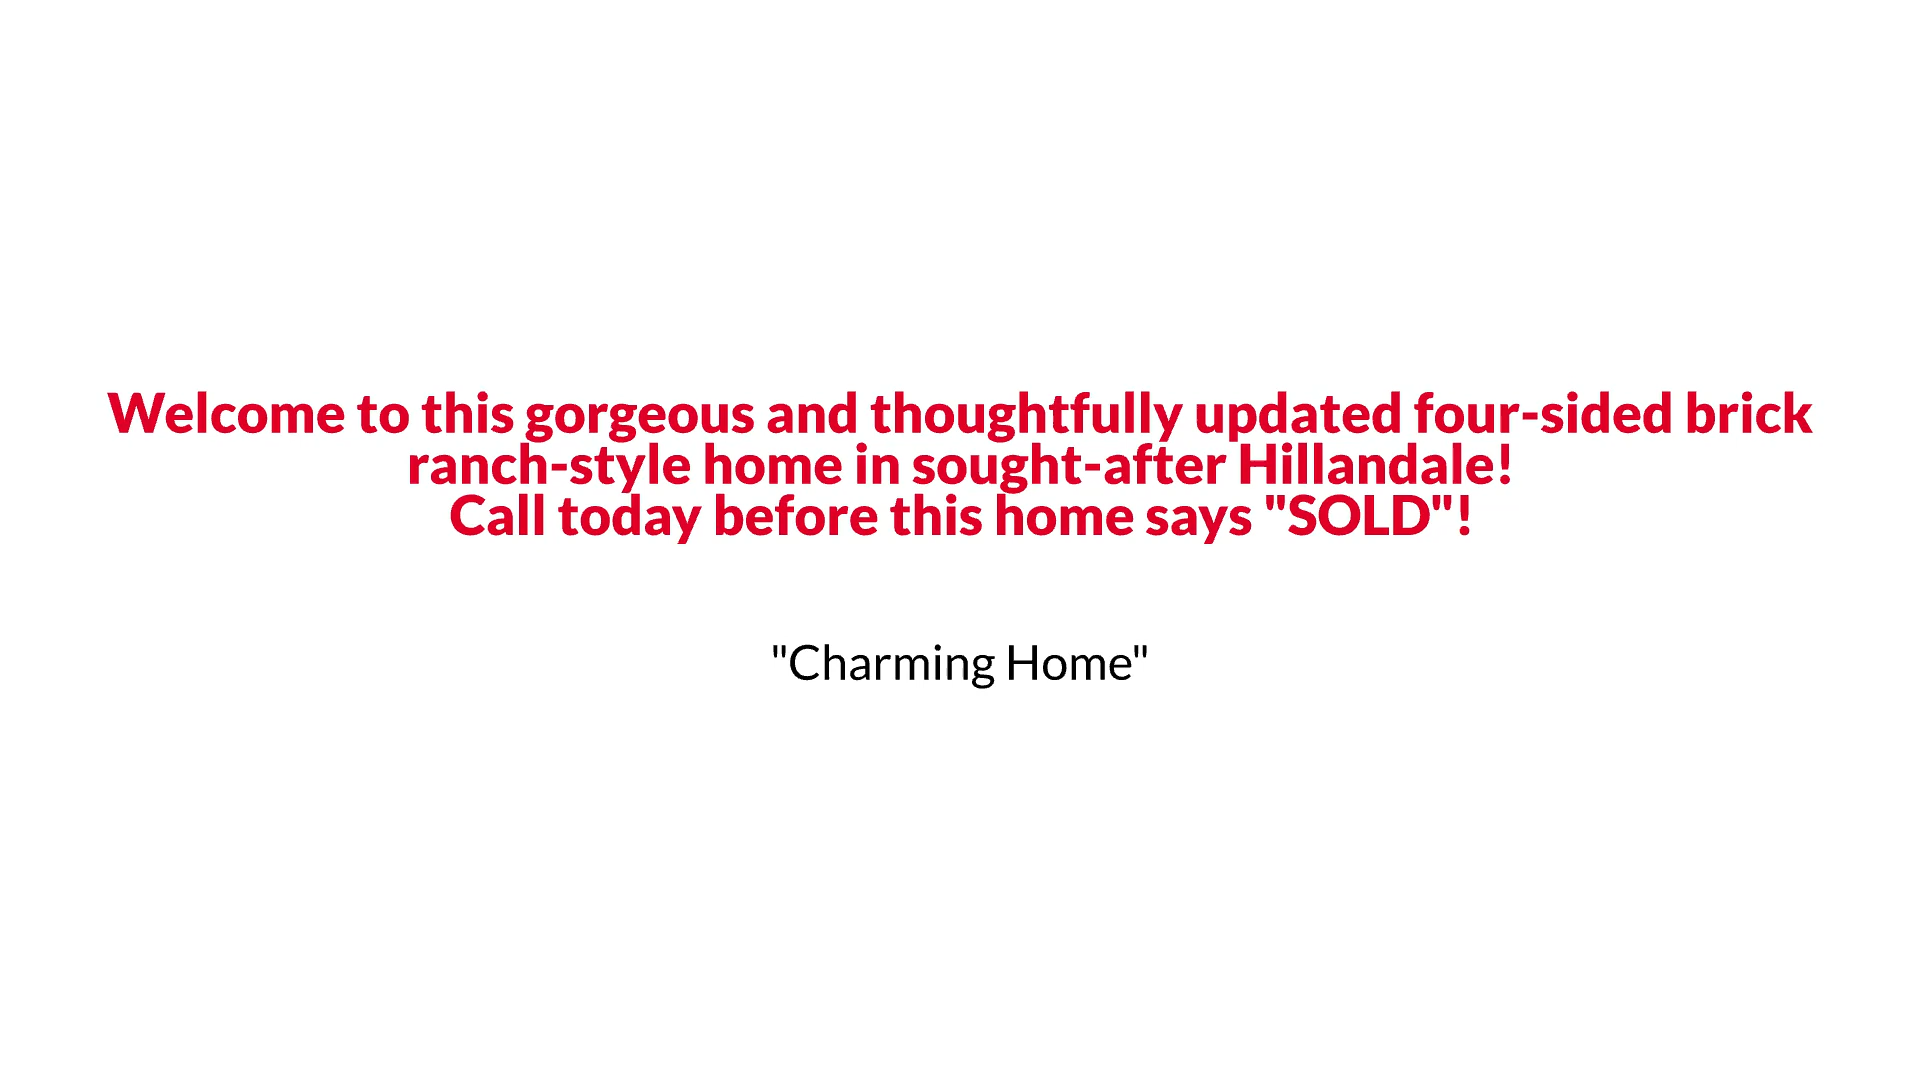 Welcome to this gorgeous and thoughtfully updated four-sided brick
ranch-style home in sought-after Hillandale!
Call today before this home says "SOLD"!
"Charming Home"